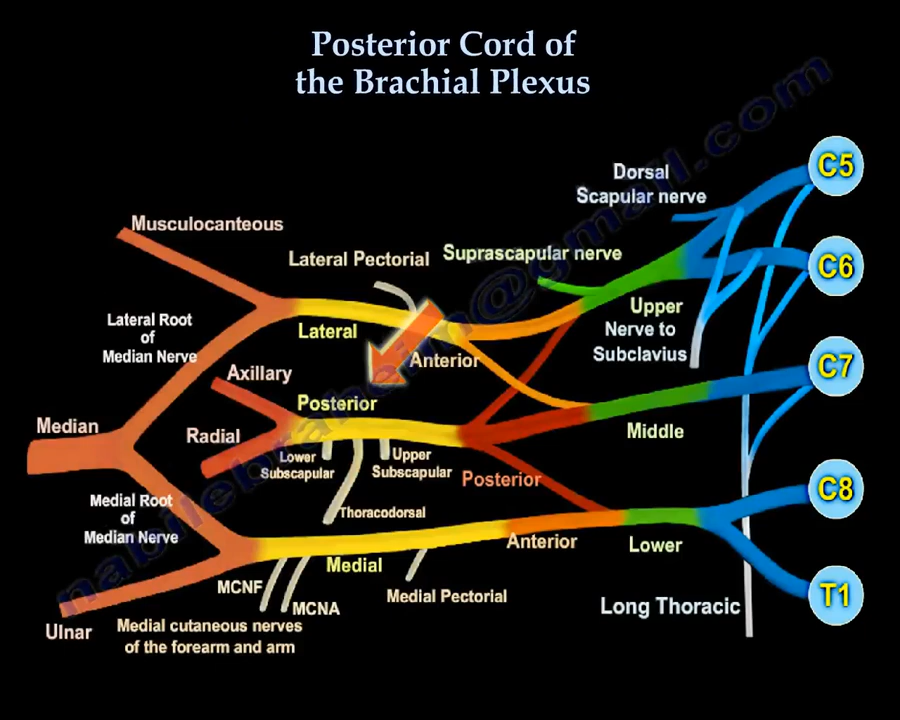 Posterior Cord of
the Brachial Plexus
C5
Dorsal
Scapular nerve
Musculocanteous
Lateral Pectorial
Suprascapular nerve
C6
Upper
Nerve to
Subclavius
Lateral Root
of
Median Nerve
Lateral
Anterior
C7
Axillary
Posterior
Median
Radial
Middle
Lower
Subscapular
Upper
Subscapular
Posterior
C8
Medial Root
of
Median Nerve
Thoracodorsal
Anterior
Lower
Medial
MCNF
MCNA
Medial Pectorial
T1
Long Thoracic
Ulnar
Medial cutaneous nerves
of the forearm and arm